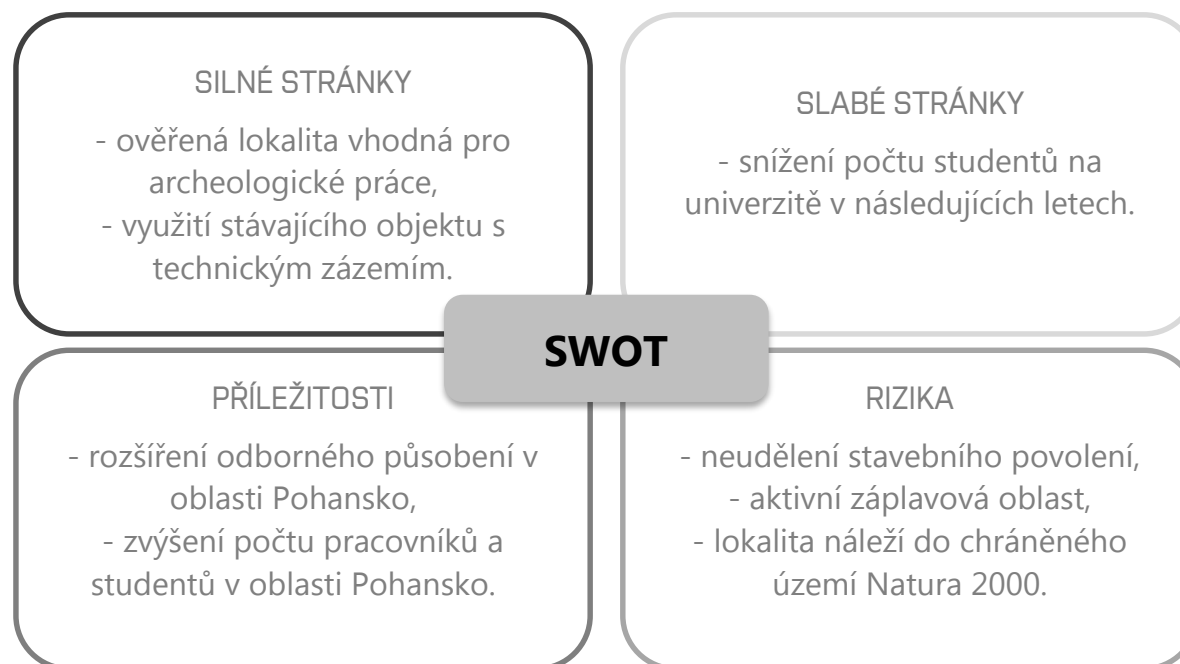 SILNÉ STRÁNKY
- ověřená lokalita vhodná pro
archeologické práce,
- využití stávajícího objektu s
technickým zázemím.
SLABÉ STRÁNKY
- snížení počtu studentů na
univerzitě v následujících letech.
SWOT
PŘÍLEŽITOSTI
- rozšíření odborného působení v
oblasti Pohansko,
- zvýšení počtu pracovníků a
studentů v oblasti Pohansko.
RIZIKA
- neudělení stavebního povolení,
- aktivní záplavová oblast,
- lokalita náleží do chráněného
území Natura 2000.